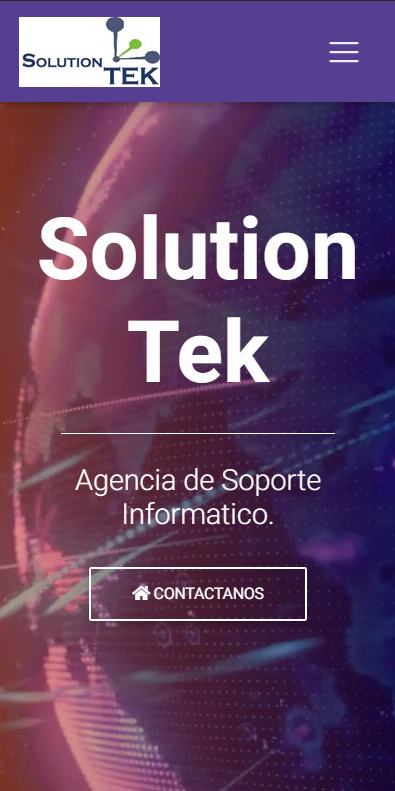 SOLUTION
TEK
Solution
Tek
Agencia de Soporte
Informatico.
CONTACTANOS